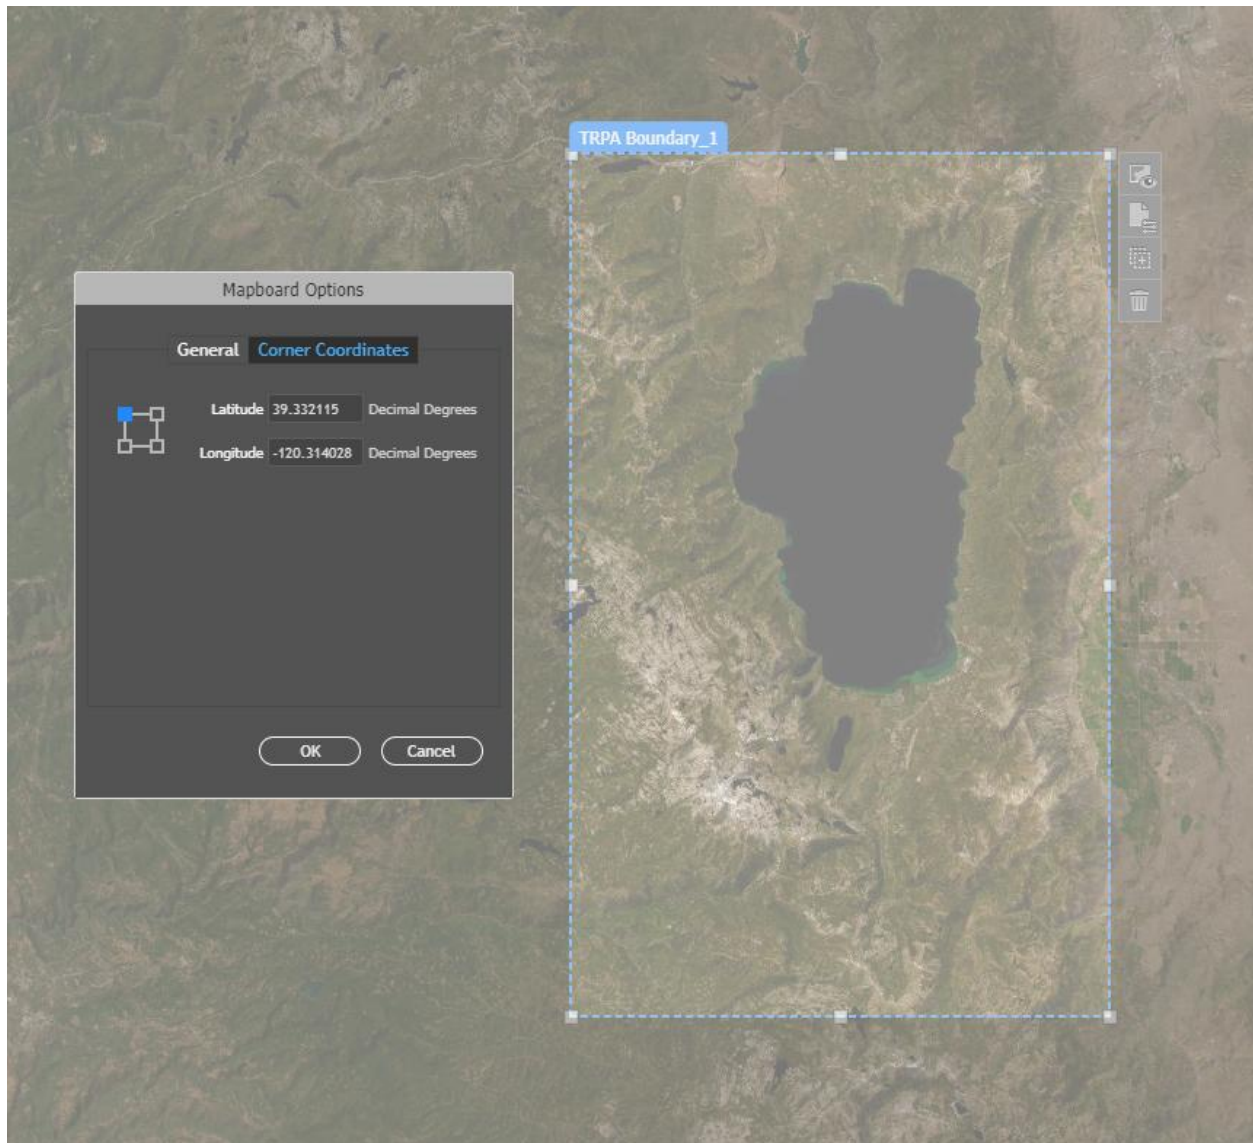 TRPA Boundary_1
Mapboard Options
General Corner Coordinates
Latitude 39.332115 Decimal Degrees
Longitude -120.314028 Decimal Degrees
OK Cancel